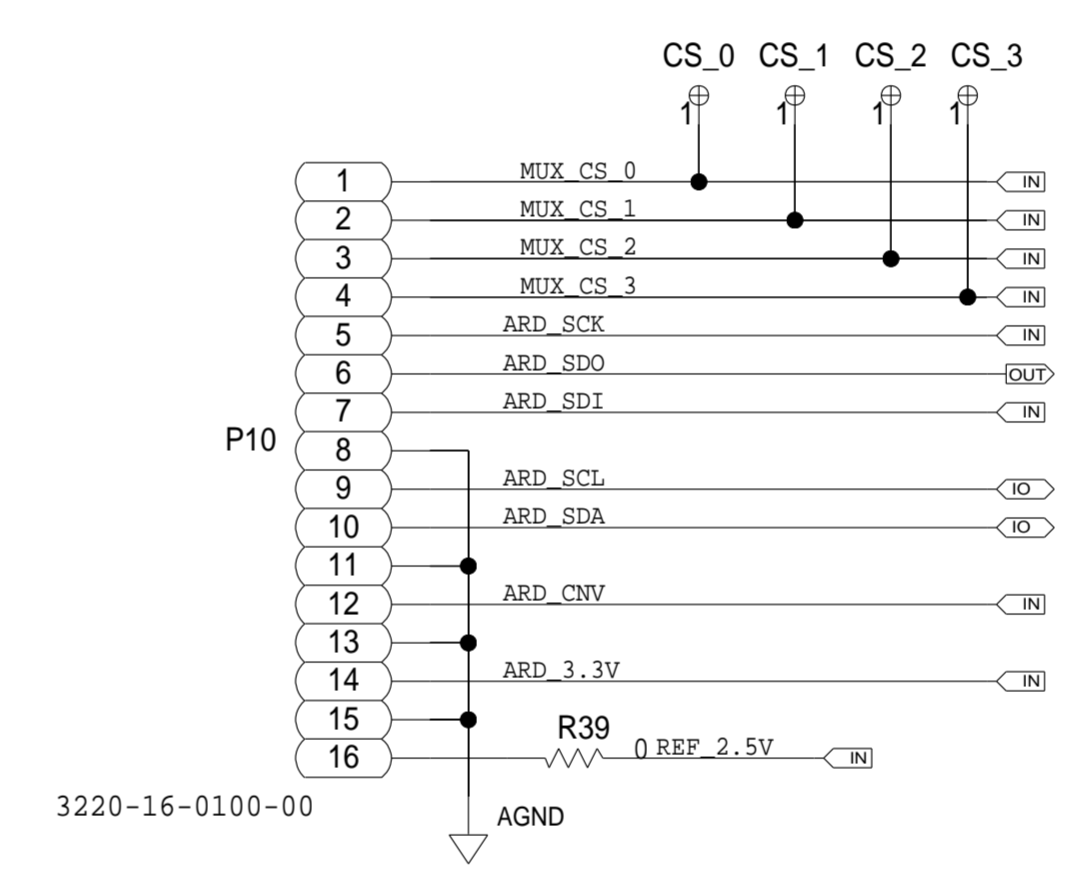 CS_0 CS_1 CS_2 CS_3
1 1 1 1
1 MUX_CS_0 IN
2 MUX_CS_1 IN
3 MUX_CS_2 IN
4 MUX_CS_3 IN
5 ARD_SCK IN
6 ARD_SDO OUT
7 ARD_SDI IN
P10
8
9 ARD_SCL IO
10 ARD_SDA IO
11
12 ARD_CNV IN
13
14 ARD_3.3V IN
15
R39
16 0 REF_2.5V IN
3220-16-0100-00
AGND